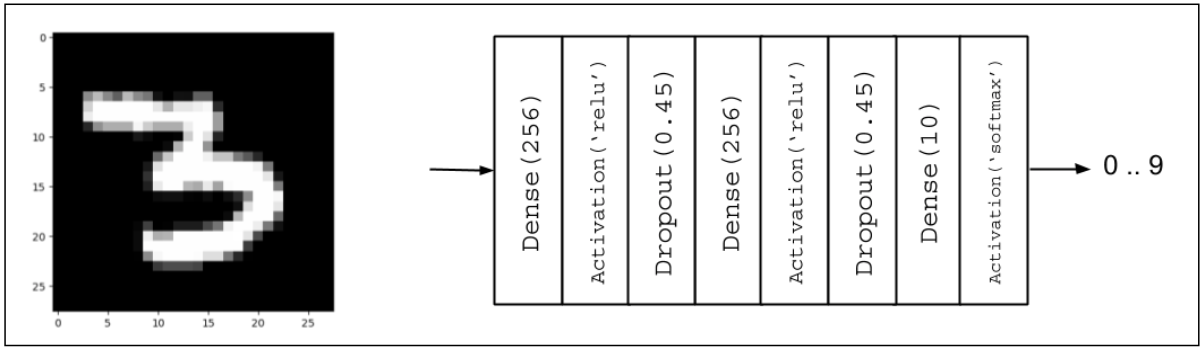 0
5
10
15
20
25
0 5 10 15 20 25
Dense(256)
Activation(‘relu’)
Dropout(0.45)
Dense(256)
Activation(‘relu’)
Dropout(0.45)
Dense(10)
Activation(‘softmax’)
0 .. 9